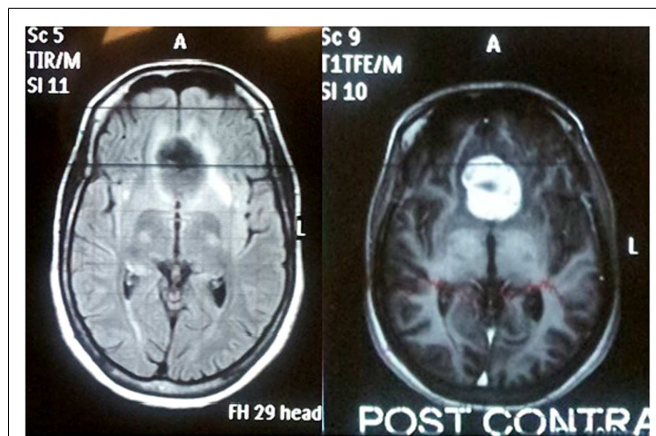 Sc 5
TIR/M
SI 11
A
L
FH 29 head
Sc 9
T1TFE/M
SI 10
A
L
POST CONTRA